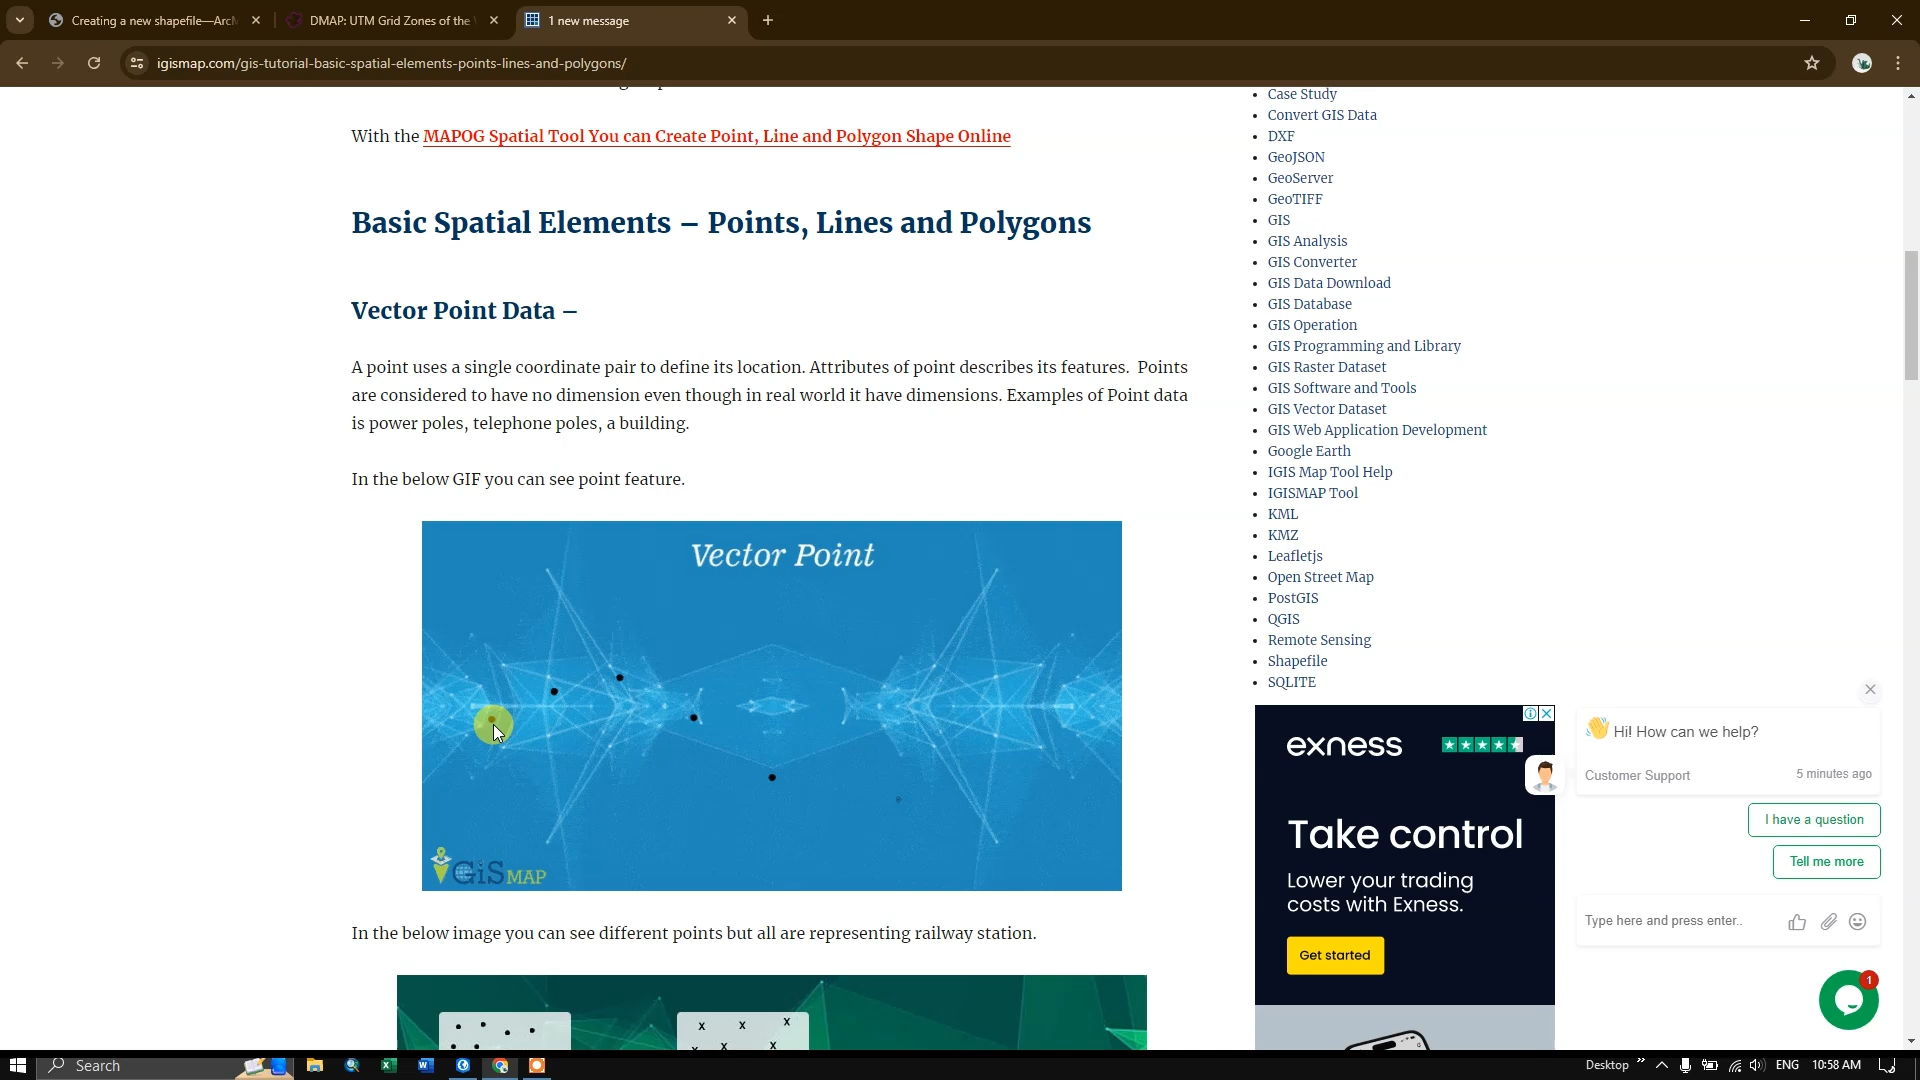 Creating a new shapefile—ArcM
DMAP: UTM Grid Zones of the
1 new message
igismap.com/gis-tutorial-basic-spatial-elements-points-lines-and-polygons/
With the MAPOG Spatial Tool You can Create Point, Line and Polygon Shape Online
Basic Spatial Elements – Points, Lines and Polygons
Vector Point Data –
A point uses a single coordinate pair to define its location. Attributes of point describes its features.  Points
are considered to have no dimension even though in real world it have dimensions. Examples of Point data
is power poles, telephone poles, a building.
In the below GIF you can see point feature.
Vector Point
GiS MAP
In the below image you can see different points but all are representing railway station.
Case Study
Convert GIS Data
DXF
GeoJSON
GeoServer
GeoTIFF
GIS
GIS Analysis
GIS Converter
GIS Data Download
GIS Database
GIS Operation
GIS Programming and Library
GIS Raster Dataset
GIS Software and Tools
GIS Vector Dataset
GIS Web Application Development
Google Earth
IGIS Map Tool Help
IGISMAP Tool
KML
KMZ
Leafletjs
Open Street Map
PostGIS
QGIS
Remote Sensing
Shapefile
SQLITE
exness
Take control
Lower your trading
costs with Exness.
Get started
Hi! How can we help?
Customer Support
5 minutes ago
I have a question
Tell me more
Type here and press enter..
1
Search
Desktop
ENG
10:58 AM